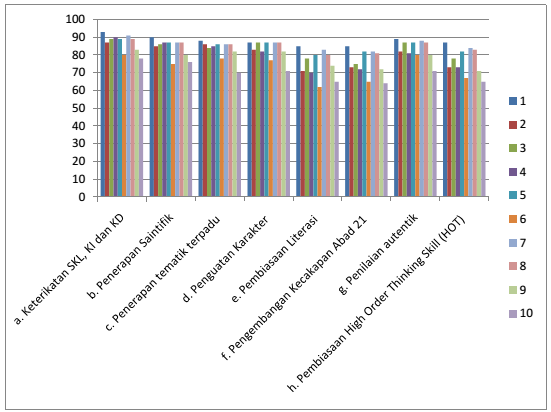 100
90
80
70
60
50
40
30
20
10
0
a. Keterikatan SKL, KI dan KD
b. Penerapan Saintifik
c. Penerapan tematik terpadu
d. Penguatan Karakter
e. Pembiasaan Literasi
f. Pengembangan Kecakapan Abad 21
g. Penilaian autentik
h. Pembiasaan High Order Thinking Skill (HOT)
1
2
3
4
5
6
7
8
9
10